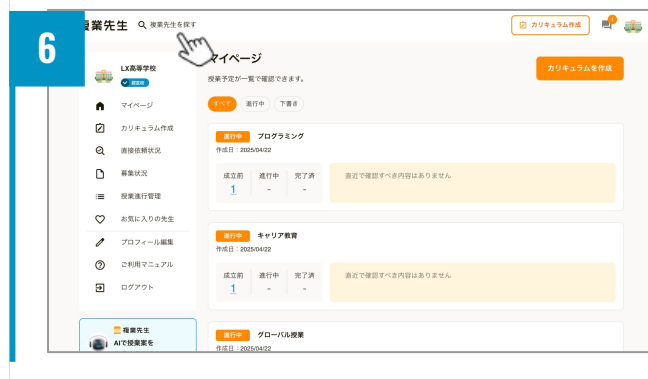 6
複業先生
複業先生を探す
カリキュラム作成
LX高等学校
マイページ
カリキュラム作成
直接依頼状況
募集状況
授業進行管理
お気に入りの先生
プロフィール編集
ご利用マニュアル
ログアウト
複業先生
AIで授業案を
マイページ
授業予定が一覧で確認できます。
カリキュラムを作成
すべて 進行中 下書き
進行中 プログラミング
作成日：2025/04/22
成立前 進行中 完了済
1 - -
直近で確認すべき内容はありません
進行中 キャリア教育
作成日：2025/04/22
成立前 進行中 完了済
1 - -
直近で確認すべき内容はありません
進行中 グローバル授業
作成日：2025/04/22